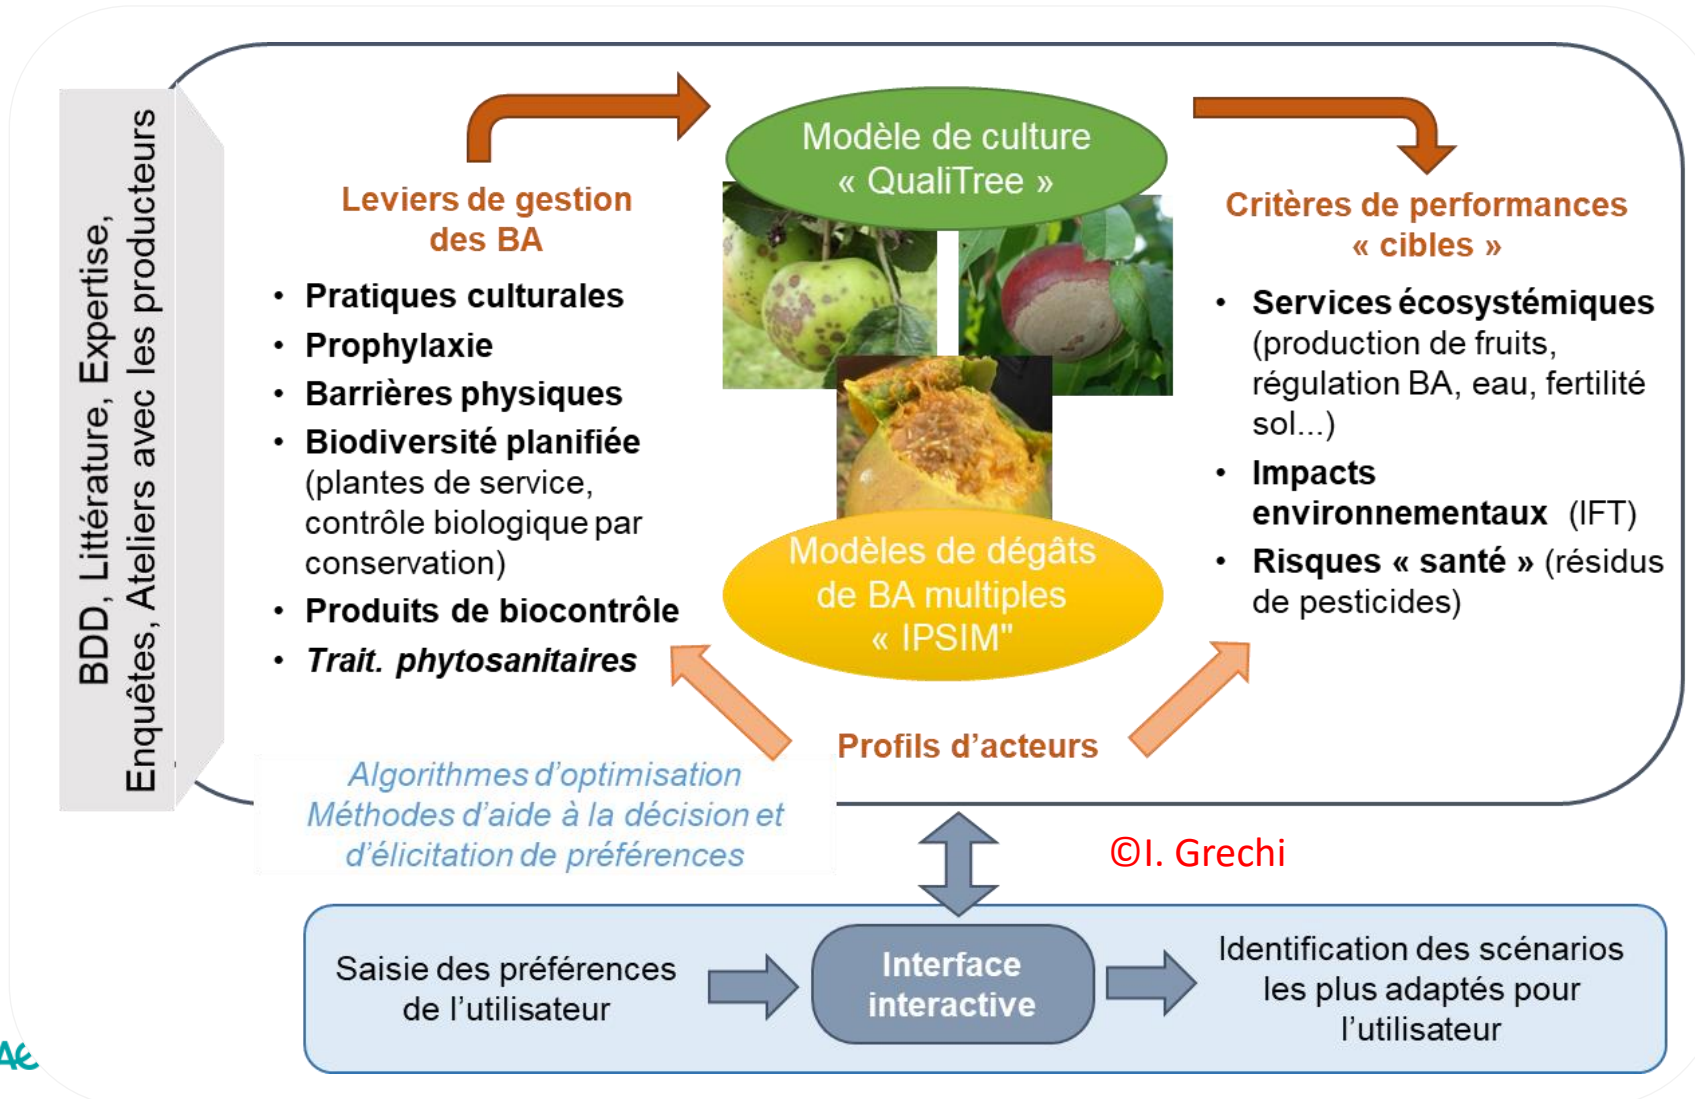 BDD, Littérature, Expertise,
Enquêtes, Ateliers avec les producteurs
Leviers de gestion
des BA
• Pratiques culturales
• Prophylaxie
• Barrières physiques
• Biodiversité planifiée
(plantes de service,
contrôle biologique par
conservation)
• Produits de biocontrôle
• Trait. phytosanitaires
Modèle de culture
« QualiTree »
Modèles de dégâts
de BA multiples
« IPSIM"
Critères de performances
« cibles »
• Services écosystémiques
(production de fruits,
régulation BA, eau, fertilité
sol...)
• Impacts
environnementaux (IFT)
• Risques « santé » (résidus
de pesticides)
Profils d’acteurs
Algorithmes d’optimisation
Méthodes d’aide à la décision et
d’élicitation de préférences
©I. Grechi
Saisie des préférences
de l’utilisateur
Interface
interactive
Identification des scénarios
les plus adaptés pour
l’utilisateur